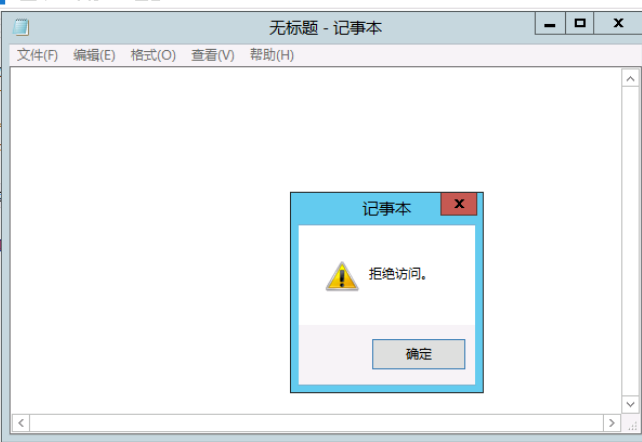 无标题 - 记事本
文件(F) 编辑(E) 格式(O) 查看(V) 帮助(H)
记事本
拒绝访问。
确定